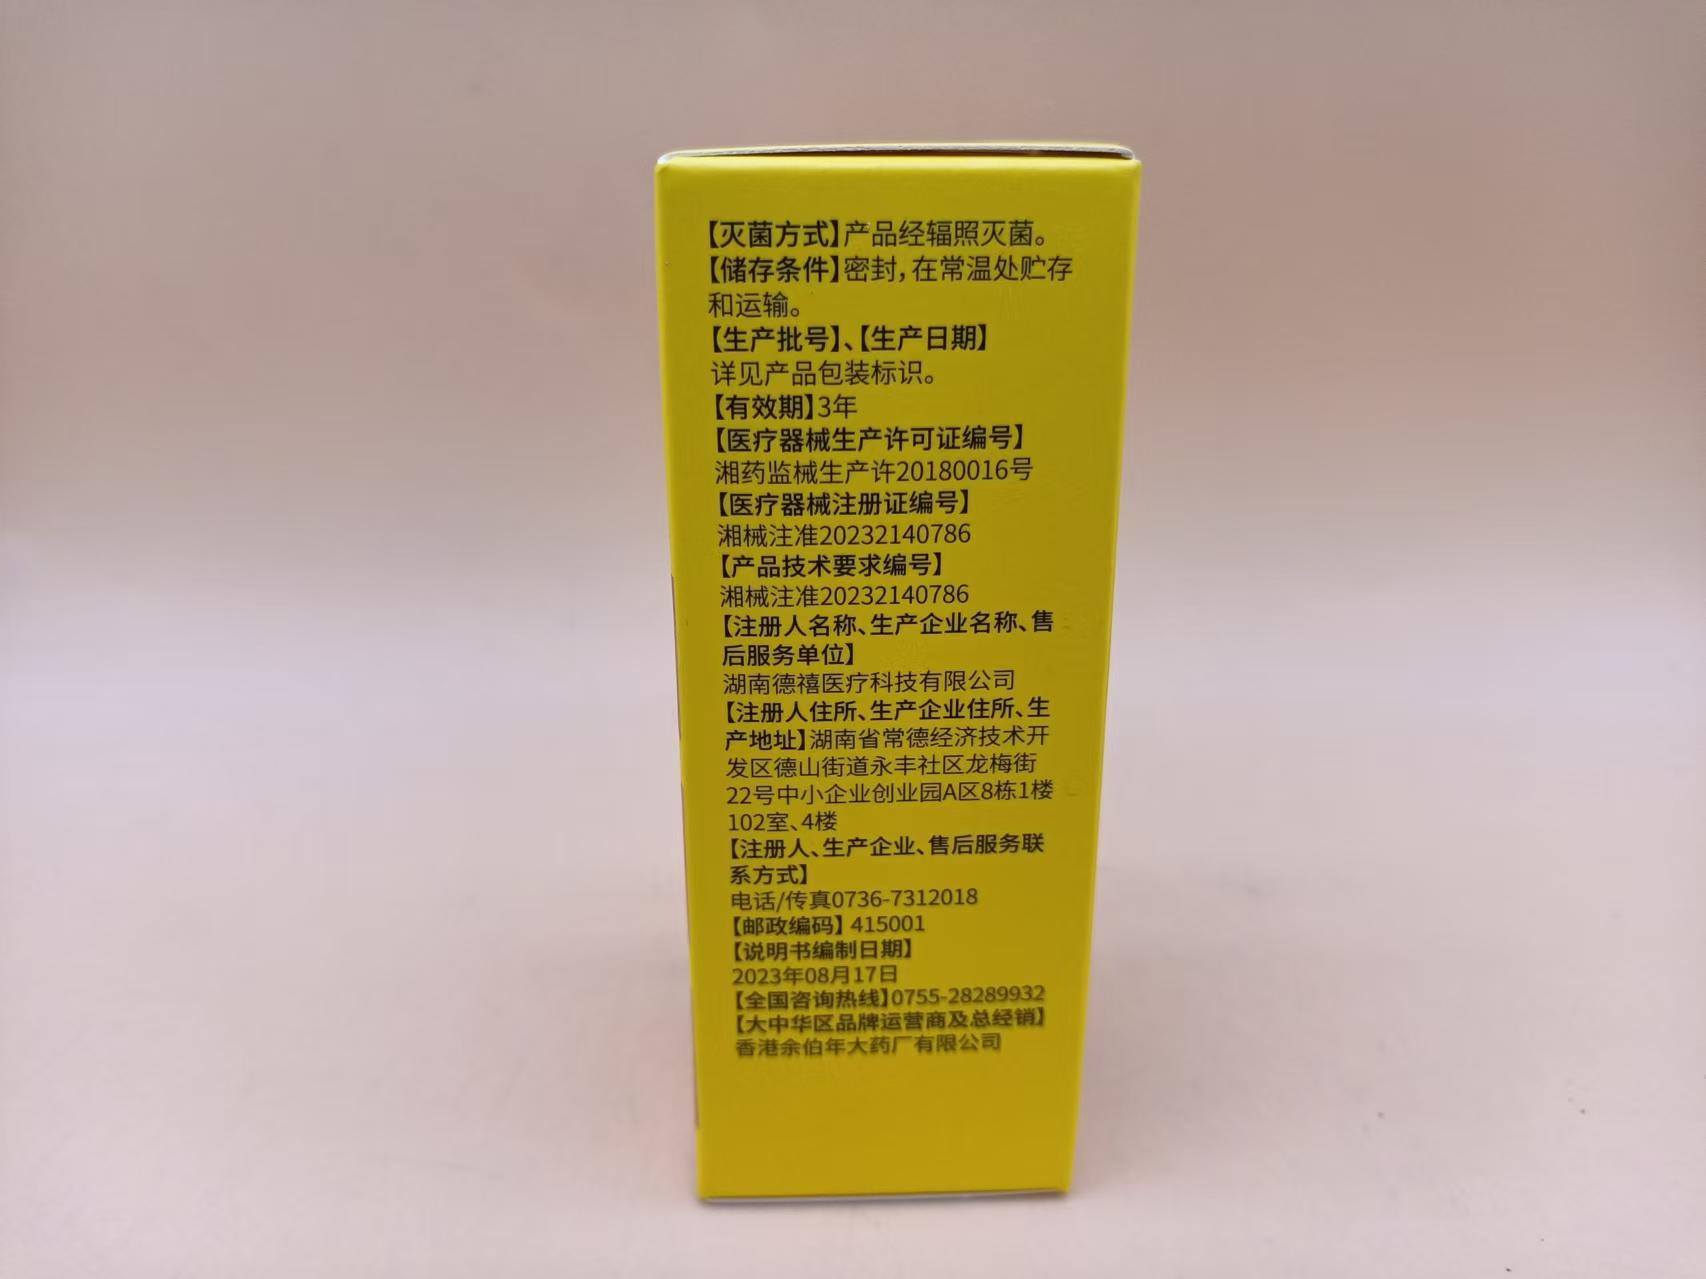 【灭菌方式】产品经辐照灭菌。
【储存条件】密封，在常温处贮存
和运输。
【生产批号】、【生产日期】
详见产品包装标识。
【有效期】3年
【医疗器械生产许可证编号】
湘药监械生产许20180016号
【医疗器械注册证编号】
湘械注准20232140786
【产品技术要求编号】
湘械注准20232140786
【注册人名称、生产企业名称、售
后服务单位】
湖南德禧医疗科技有限公司
【注册人住所、生产企业住所、生
产地址】湖南省常德经济技术开
发区德山街道永丰社区龙梅街
22号中小企业创业园A区8栋1楼
102室、4楼
【注册人、生产企业、售后服务联
系方式】
电话/传真0736-7312018
【邮政编码】415001
【说明书编制日期】
2023年08月17日
【全国咨询热线】0755-28289932
【大中华区品牌运营商及总经销】
香港余伯年大药厂有限公司